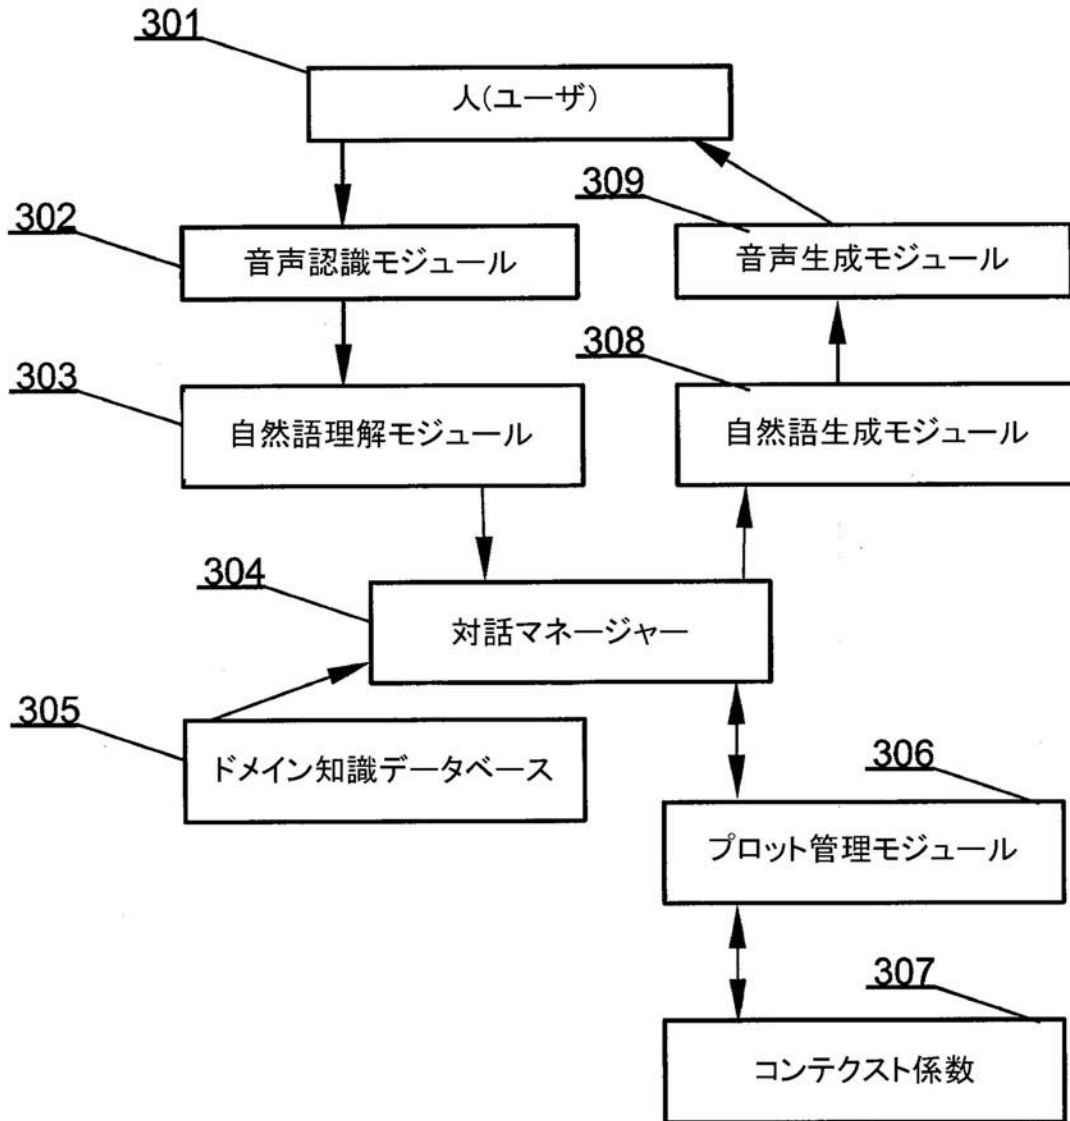 301
人(ユーザ)
302
音声認識モジュール
309
音声生成モジュール
303
自然語理解モジュール
308
自然語生成モジュール
304
対話マネージャー
305
ドメイン知識データベース
306
プロット管理モジュール
307
コンテクスト係数